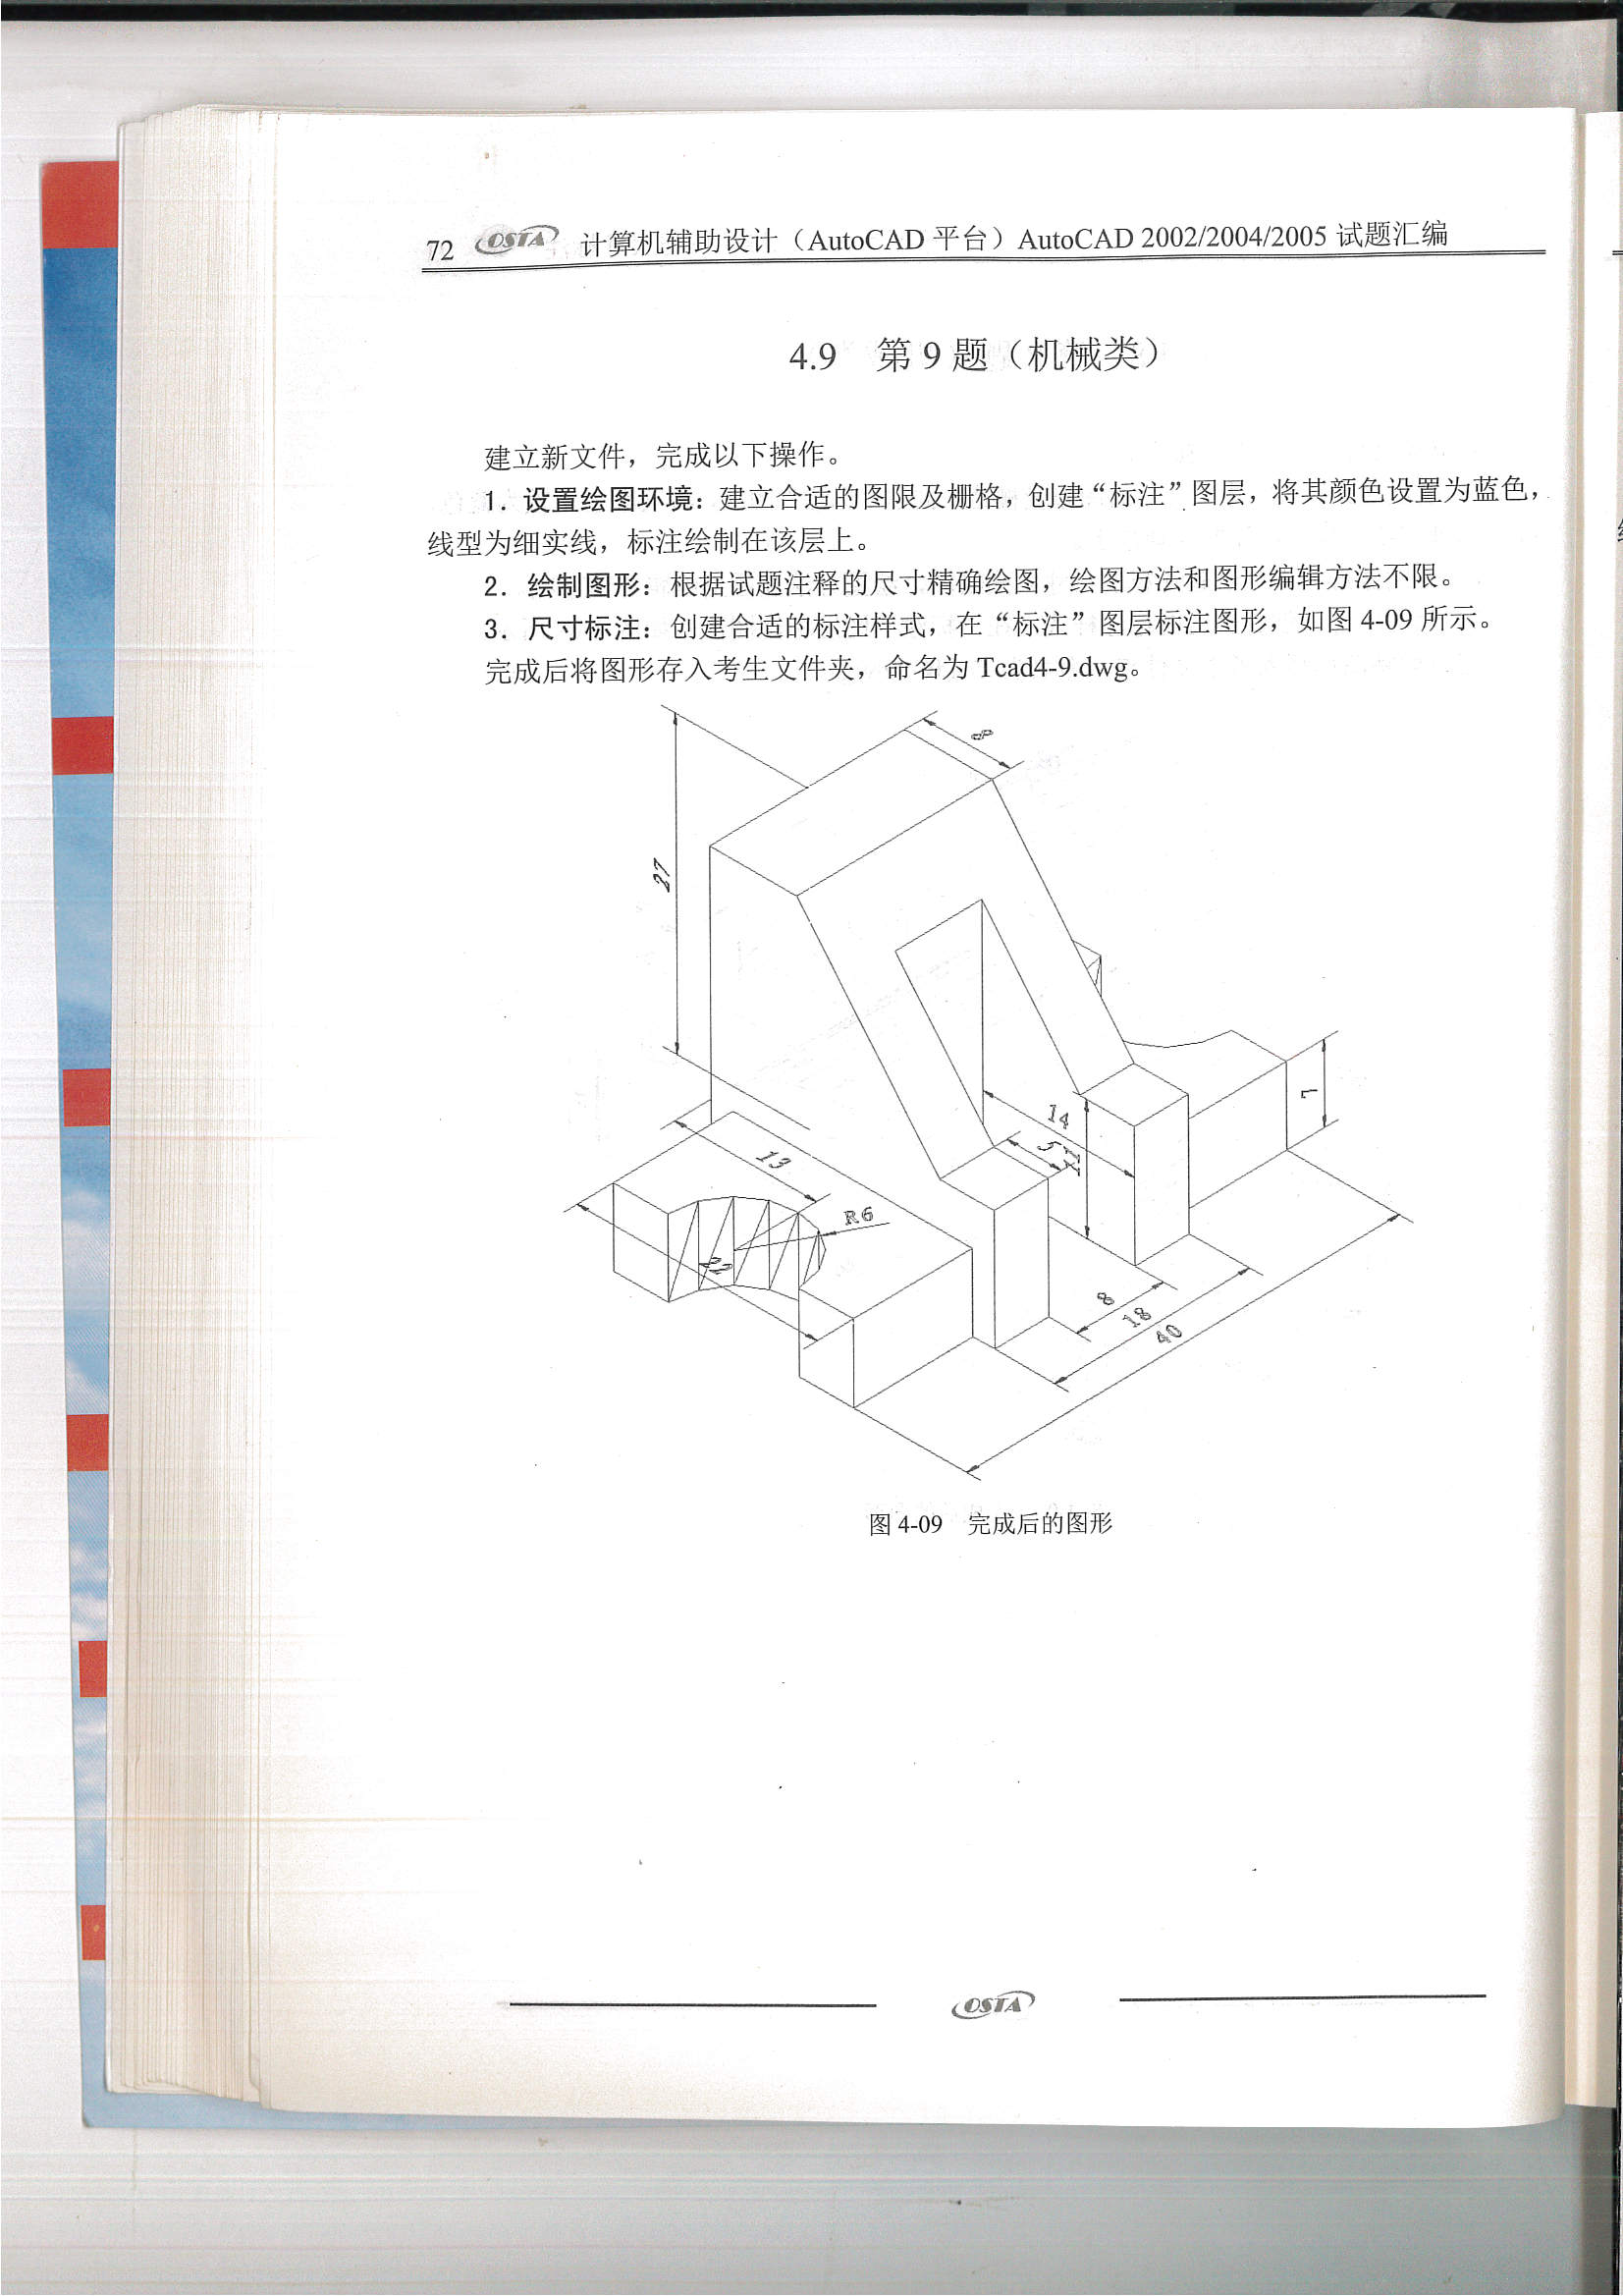 72 OSTA 计算机辅助设计（AutoCAD 平台）AutoCAD 2002/2004/2005 试题汇编
4.9 第 9 题（机械类）
建立新文件，完成以下操作。
1. 设置绘图环境：建立合适的图限及栅格，创建“标注”图层，将其颜色设置为蓝色，
线型为细实线，标注绘制在该层上。
2. 绘制图形：根据试题注释的尺寸精确绘图，绘图方法和图形编辑方法不限。
3. 尺寸标注：创建合适的标注样式，在“标注”图层标注图形，如图 4-09 所示。
完成后将图形存入考生文件夹，命名为 Tcad4-9.dwg。
8
27
7
14
5
11
13
R6
22
8
18
40
图 4-09 完成后的图形
OSTA